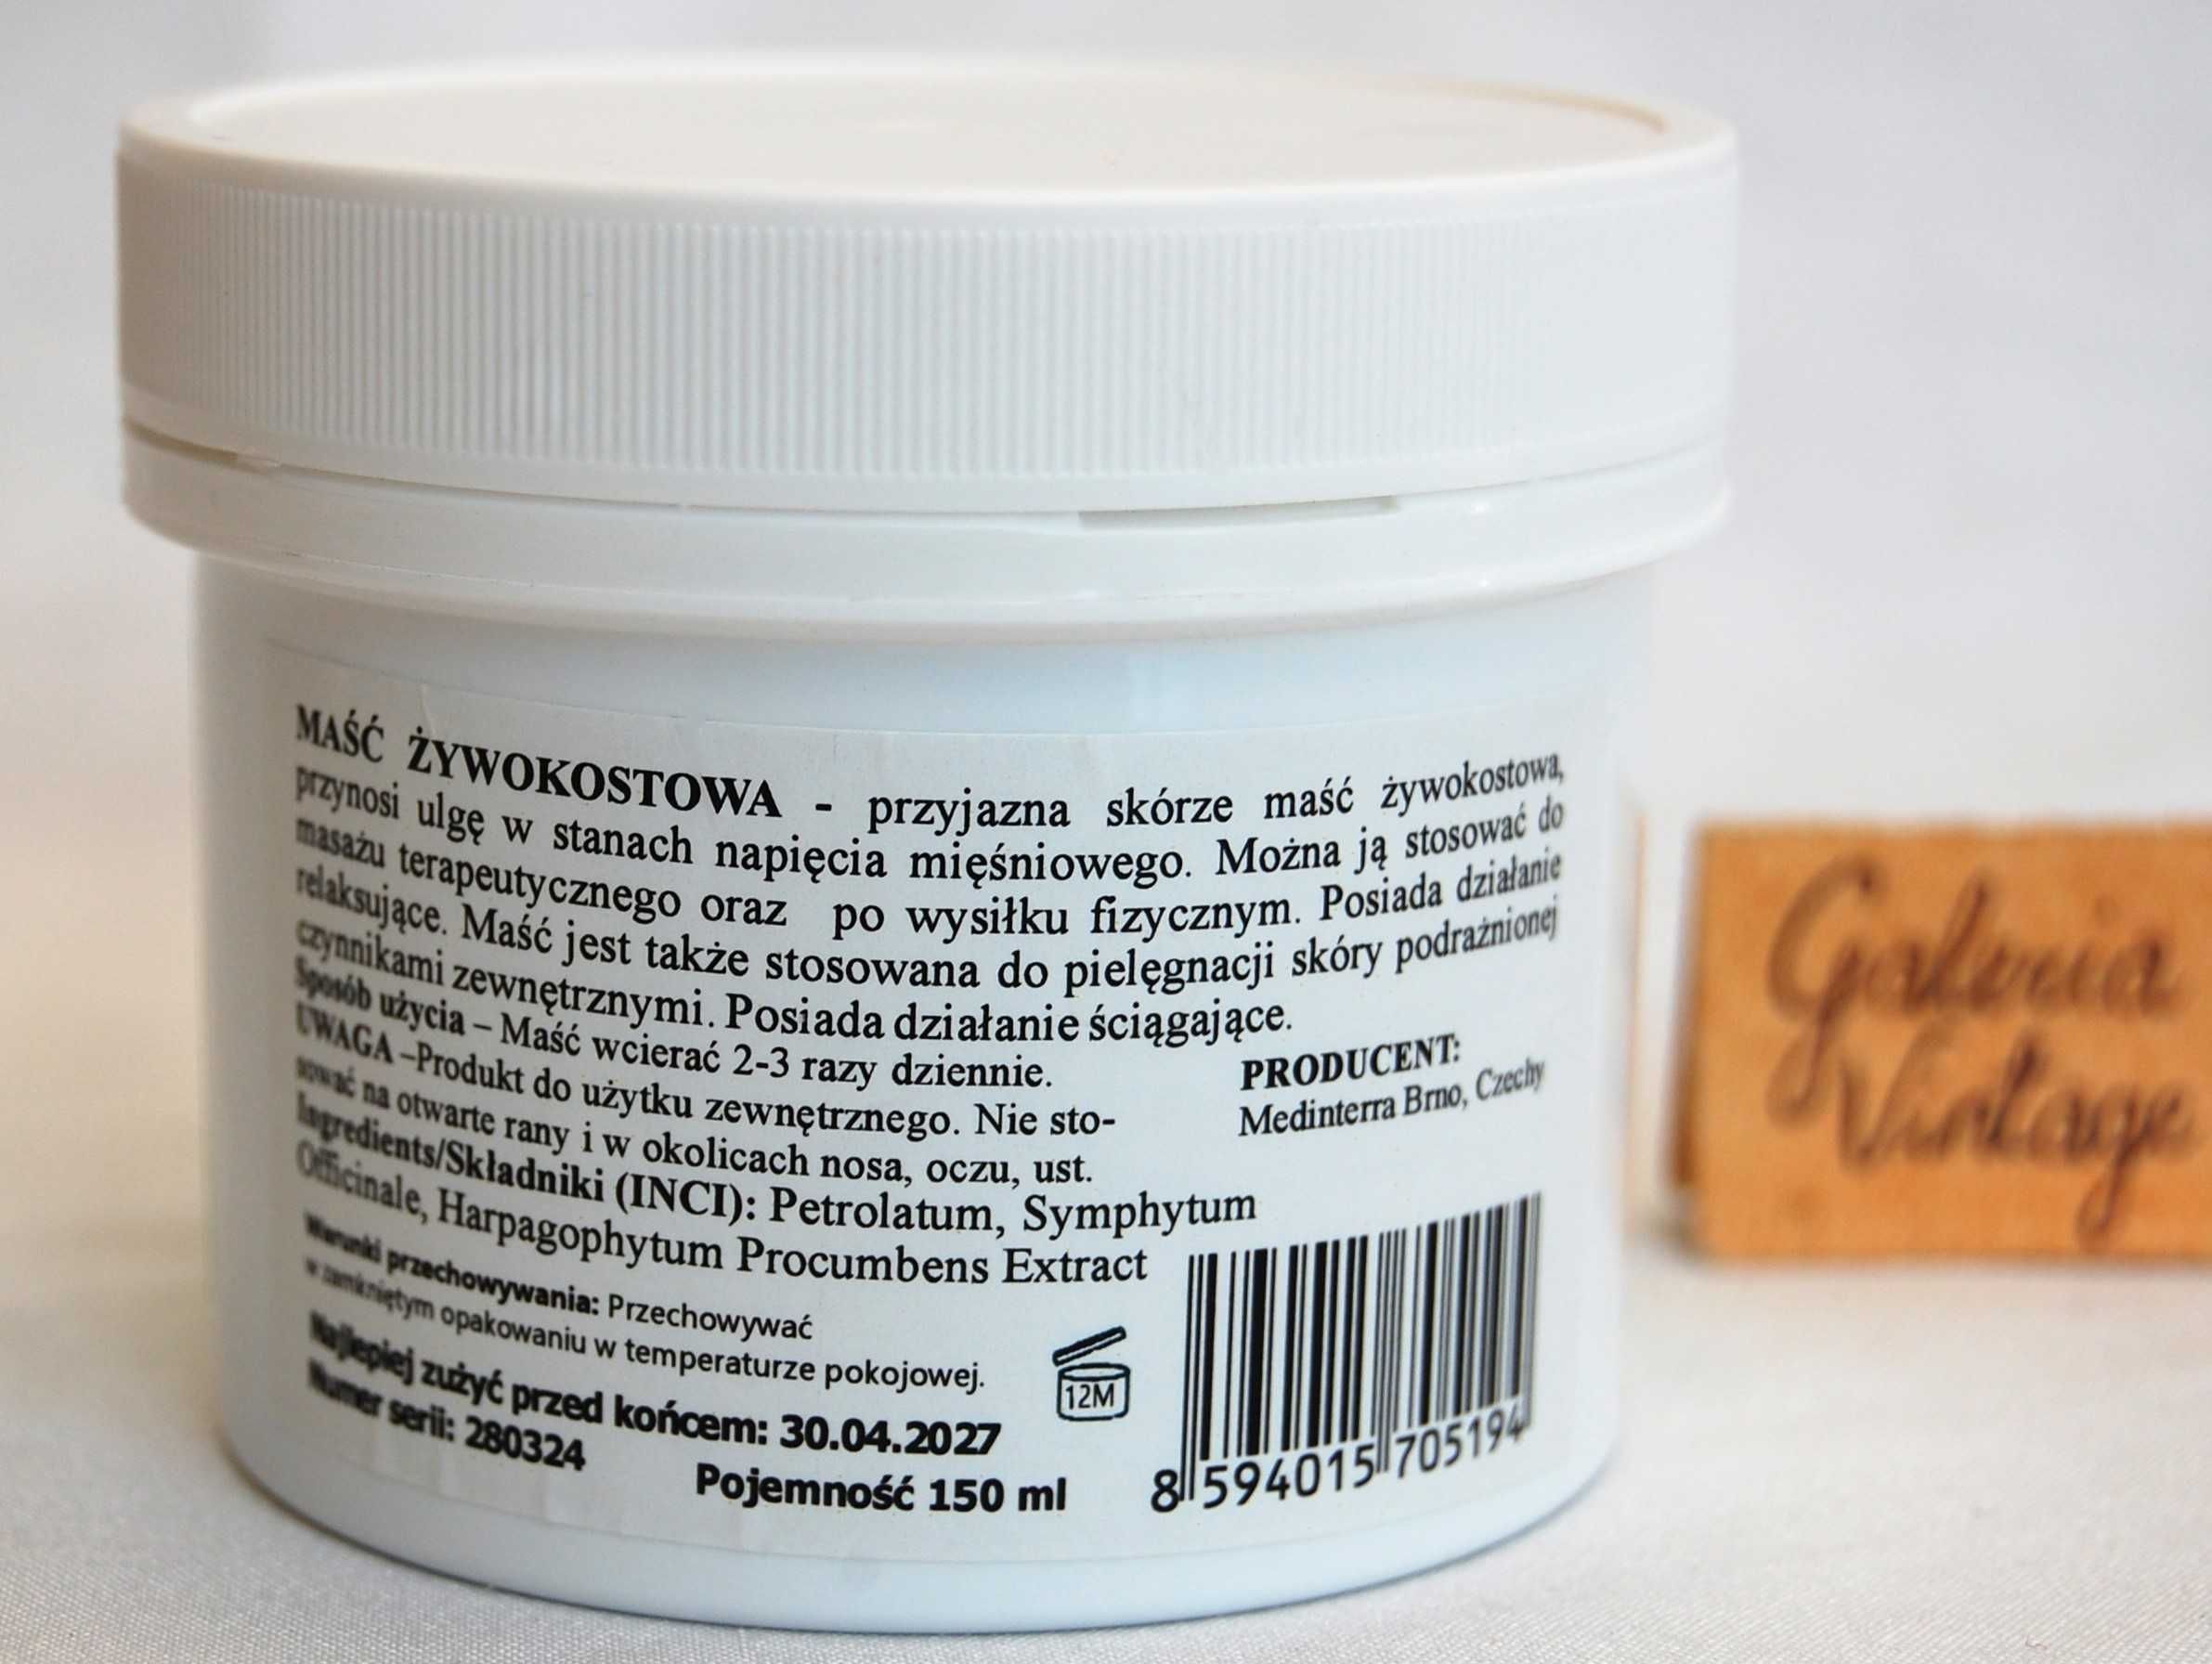 MAŚĆ ŻYWOKOSTOWA - przyjazna skórze maść żywokostowa,
przynosi ulgę w stanach napięcia mięśniowego. Można ją stosować do
masażu terapeutycznego oraz po wysiłku fizycznym. Posiada działanie
relaksujące. Maść jest także stosowana do pielęgnacji skóry podrażnionej
czynnikami zewnętrznymi. Posiada działanie ściągające.
Sposób użycia – Maść wcierać 2-3 razy dziennie.
UWAGA –Produkt do użytku zewnętrznego. Nie sto-
sować na otwarte rany i w okolicach nosa, oczu, ust.
PRODUCENT:
Medinterra Brno, Czechy
Ingredients/Składniki (INCI): Petrolatum, Symphytum
Officinale, Harpagophytum Procumbens Extract
Warunki przechowywania: Przechowywać
w zamkniętym opakowaniu w temperaturze pokojowej.
Najlepiej zużyć przed końcem: 30.04.2027
Numer serii: 280324
Pojemność 150 ml
12M
8 594015 705194
Galeria
Vintage